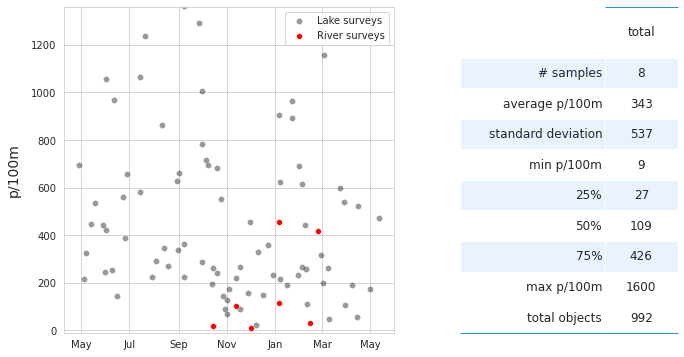 Lake surveys
River surveys
p/100m
1200
1000
800
600
400
200
0
May Jul Sep Nov Jan Mar May
total
# samples 8
average p/100m 343
standard deviation 537
min p/100m 9
25% 27
50% 109
75% 426
max p/100m 1600
total objects 992